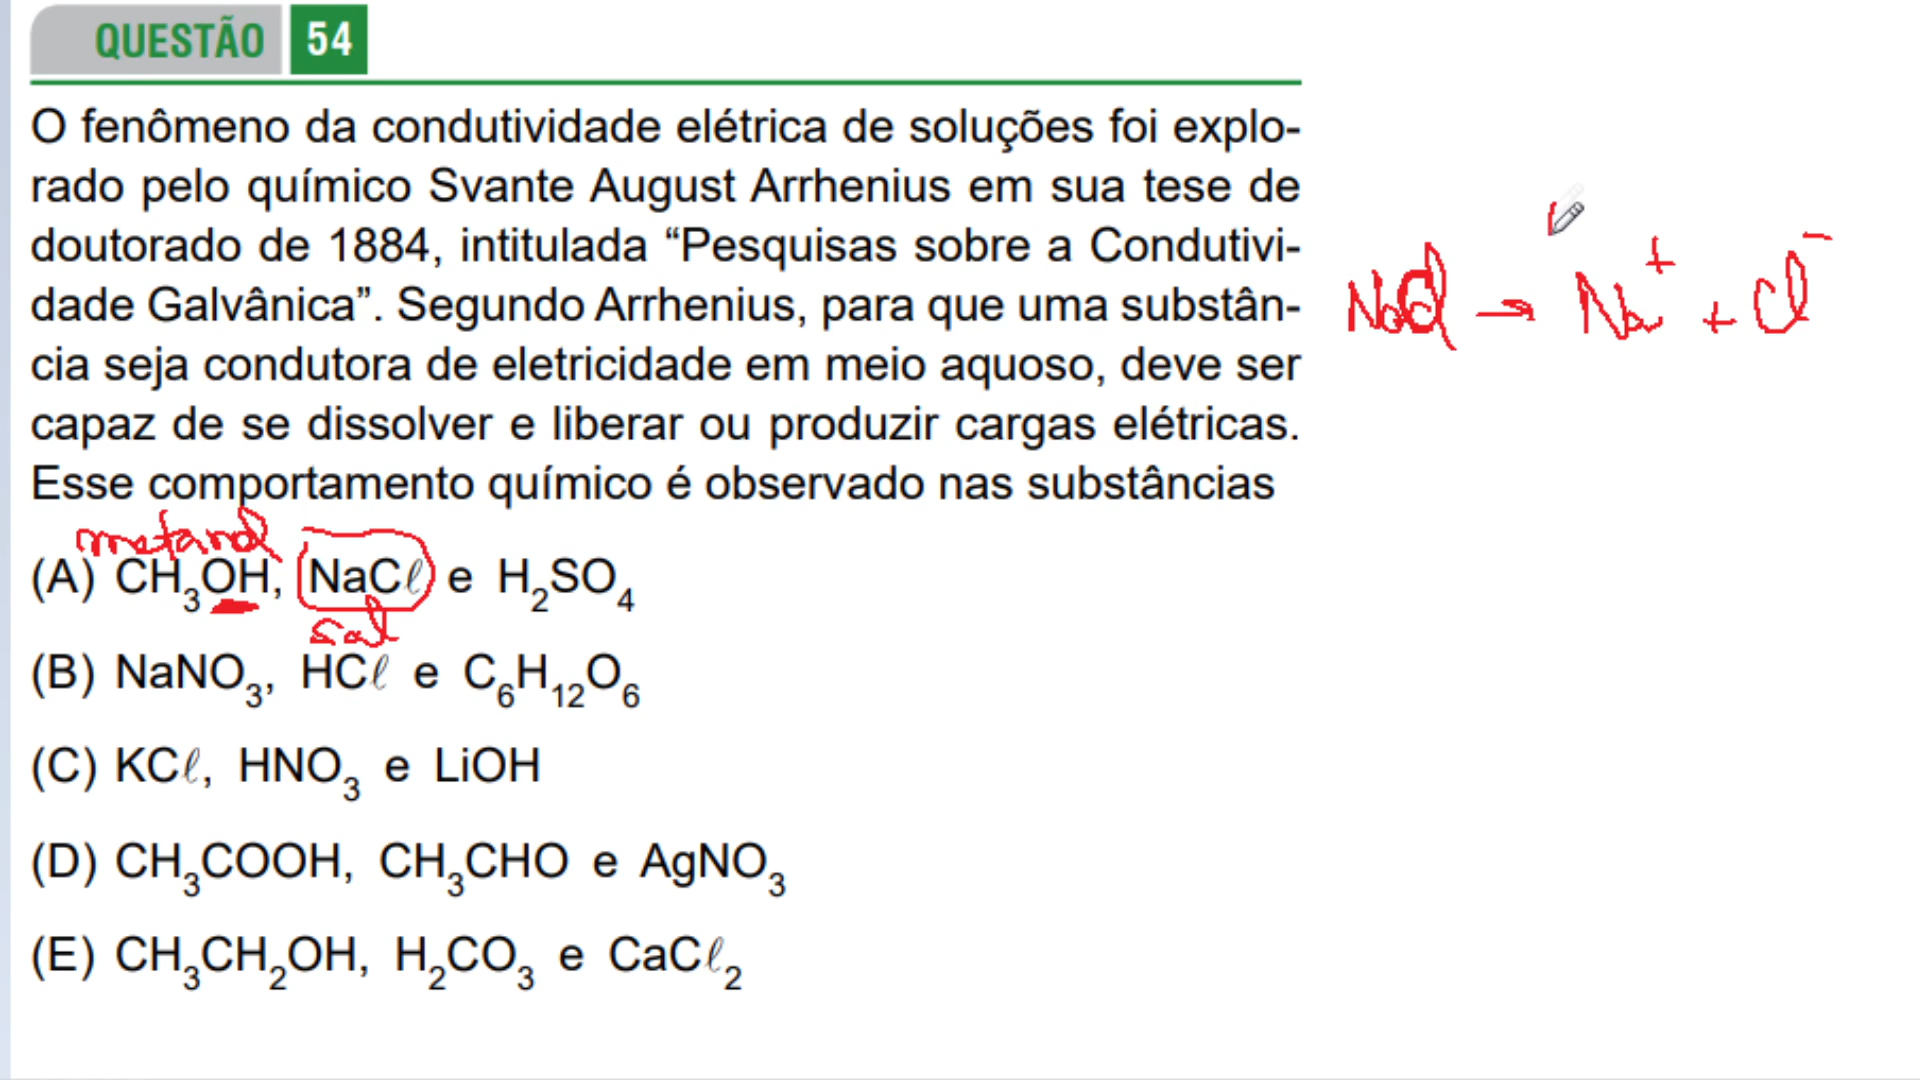 QUESTÃO 54
O fenômeno da condutividade elétrica de soluções foi explo-
rado pelo químico Svante August Arrhenius em sua tese de
doutorado de 1884, intitulada “Pesquisas sobre a Condutivi-
dade Galvânica”. Segundo Arrhenius, para que uma substân-
cia seja condutora de eletricidade em meio aquoso, deve ser
capaz de se dissolver e liberar ou produzir cargas elétricas.
Esse comportamento químico é observado nas substâncias
metanol
(A) CH₃OH, NaCℓ e H₂SO₄
sal
(B) NaNO₃, HCℓ e C₆H₁₂O₆
(C) KCℓ, HNO₃ e LiOH
(D) CH₃COOH, CH₃CHO e AgNO₃
(E) CH₃CH₂OH, H₂CO₃ e CaCℓ₂
NaCl → Na⁺ + Cl⁻